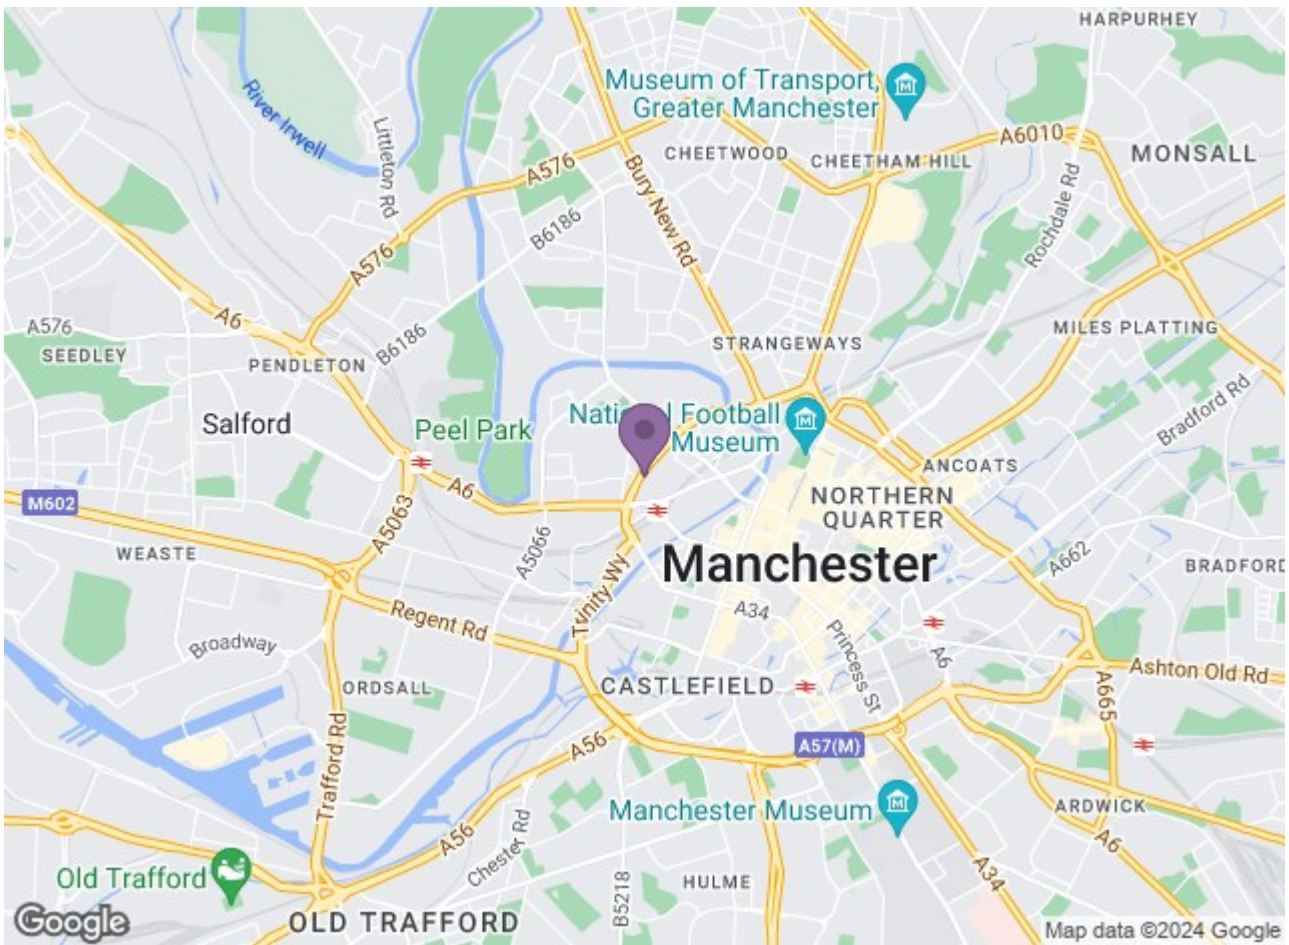 HARPURHEY
Museum of Transport,
Greater Manchester
River Irwell
Littleton Rd
A576
Bury New Rd
CHEETWOOD
CHEETHAM HILL
A6010
MONSALL
Rochdale Rd
B6186
A576
A6
A576
SEEDLEY
PENDLETON
B6186
STRANGEWAYS
MILES PLATTING
Bradford Rd
Salford
Peel Park
National Football
Museum
ANCOATS
M602
A6
A5063
A5066
NORTHERN
QUARTER
WEASTE
Manchester
A662
BRADFORD
Trinity Wy
Regent Rd
A34
Princess St
A6
Broadway
ORDSALL
CASTLEFIELD
Ashton Old Rd
A665
Trafford Rd
A56
A57(M)
Manchester Museum
ARDWICK
A56
Chester Rd
A6
Old Trafford
B5218
HULME
A34
OLD TRAFFORD
Google
Map data ©2024 Google